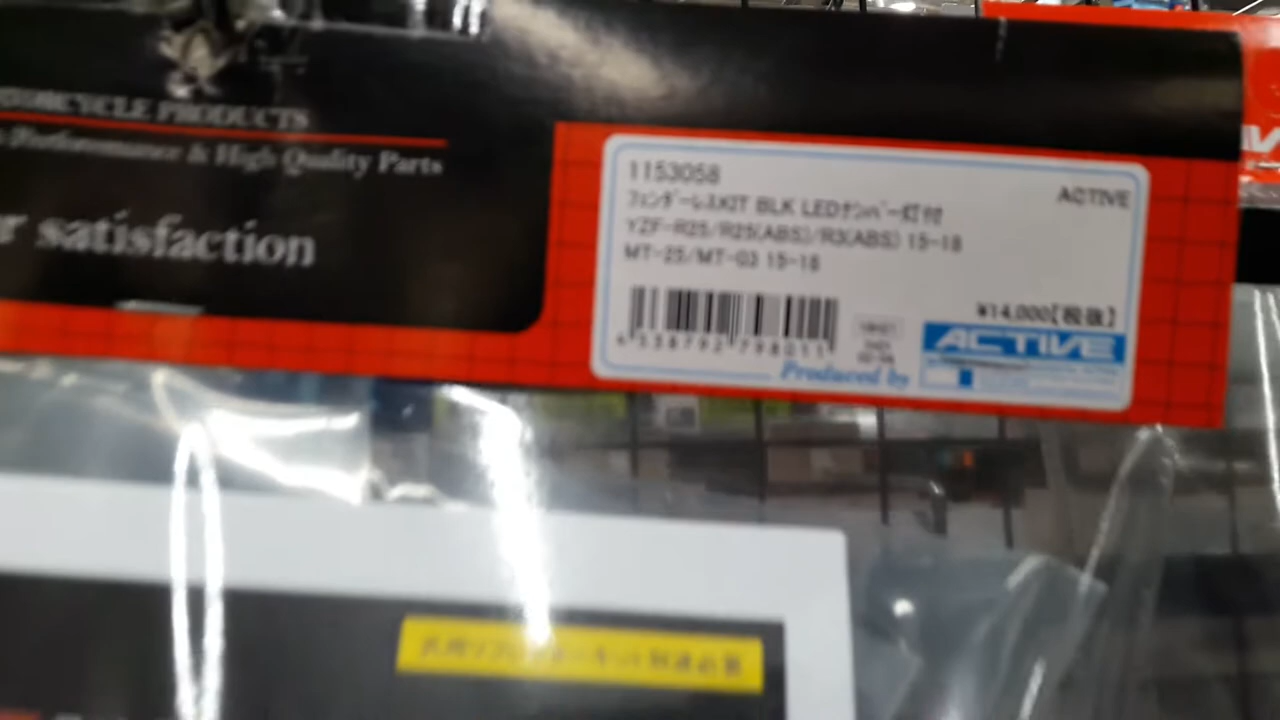 MOTORCYCLE PRODUCTS
Performance & High Quality Parts
r satisfaction
1153058
ACTIVE
フェンダーレスKIT BLK LEDナンバー灯付
YZF-R25/R25(ABS)/R3(ABS) 15-18
MT-25/MT-03 15-18
¥14,000【税抜】
4538792798011
Produced by
ACTIVE